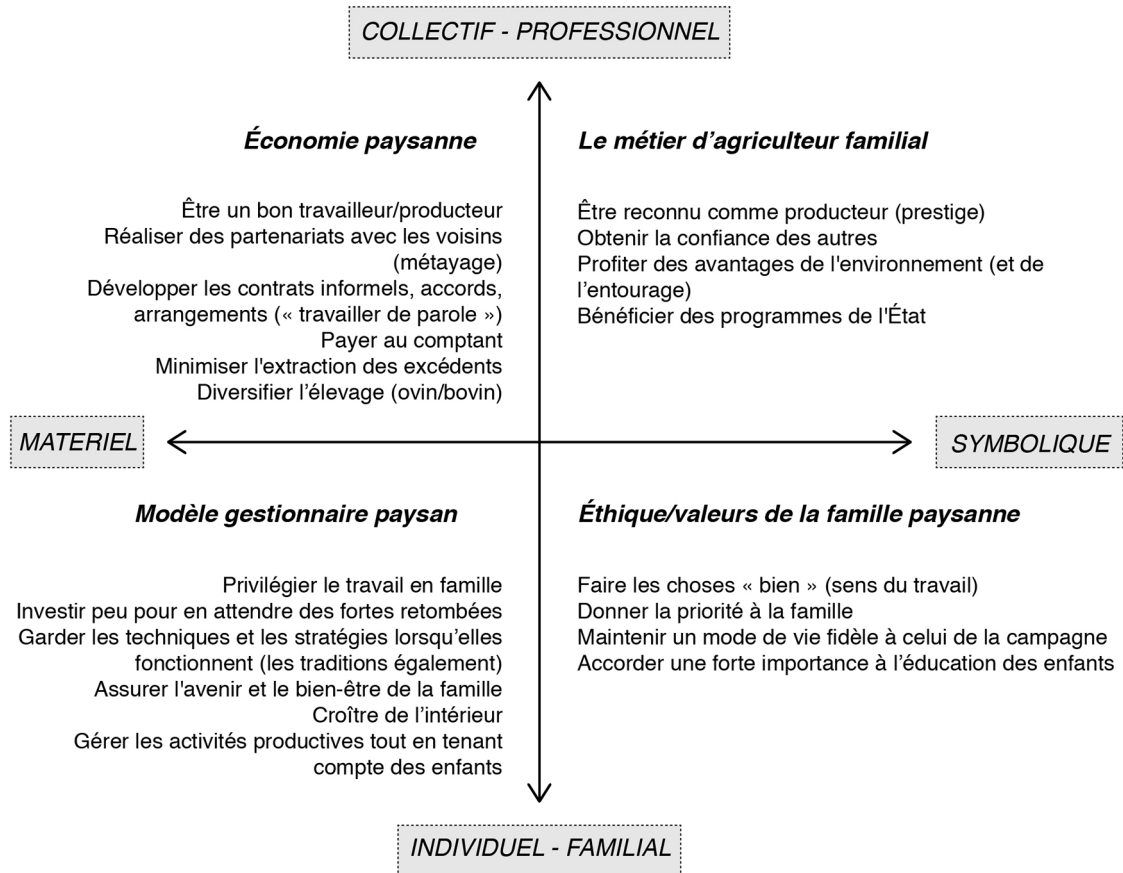 COLLECTIF - PROFESSIONNEL
Économie paysanne
Être un bon travailleur/producteur
Réaliser des partenariats avec les voisins
(métayage)
Développer les contrats informels, accords,
arrangements (« travailler de parole »)
Payer au comptant
Minimiser l'extraction des excédents
Diversifier l’élevage (ovin/bovin)
Le métier d’agriculteur familial
Être reconnu comme producteur (prestige)
Obtenir la confiance des autres
Profiter des avantages de l'environnement (et de
l’entourage)
Bénéficier des programmes de l'État
MATERIEL
SYMBOLIQUE
Modèle gestionnaire paysan
Privilégier le travail en famille
Investir peu pour en attendre des fortes retombées
Garder les techniques et les stratégies lorsqu’elles
fonctionnent (les traditions également)
Assurer l'avenir et le bien-être de la famille
Croître de l’intérieur
Gérer les activités productives tout en tenant
compte des enfants
Éthique/valeurs de la famille paysanne
Faire les choses « bien » (sens du travail)
Donner la priorité à la famille
Maintenir un mode de vie fidèle à celui de la campagne
Accorder une forte importance à l’éducation des enfants
INDIVIDUEL - FAMILIAL